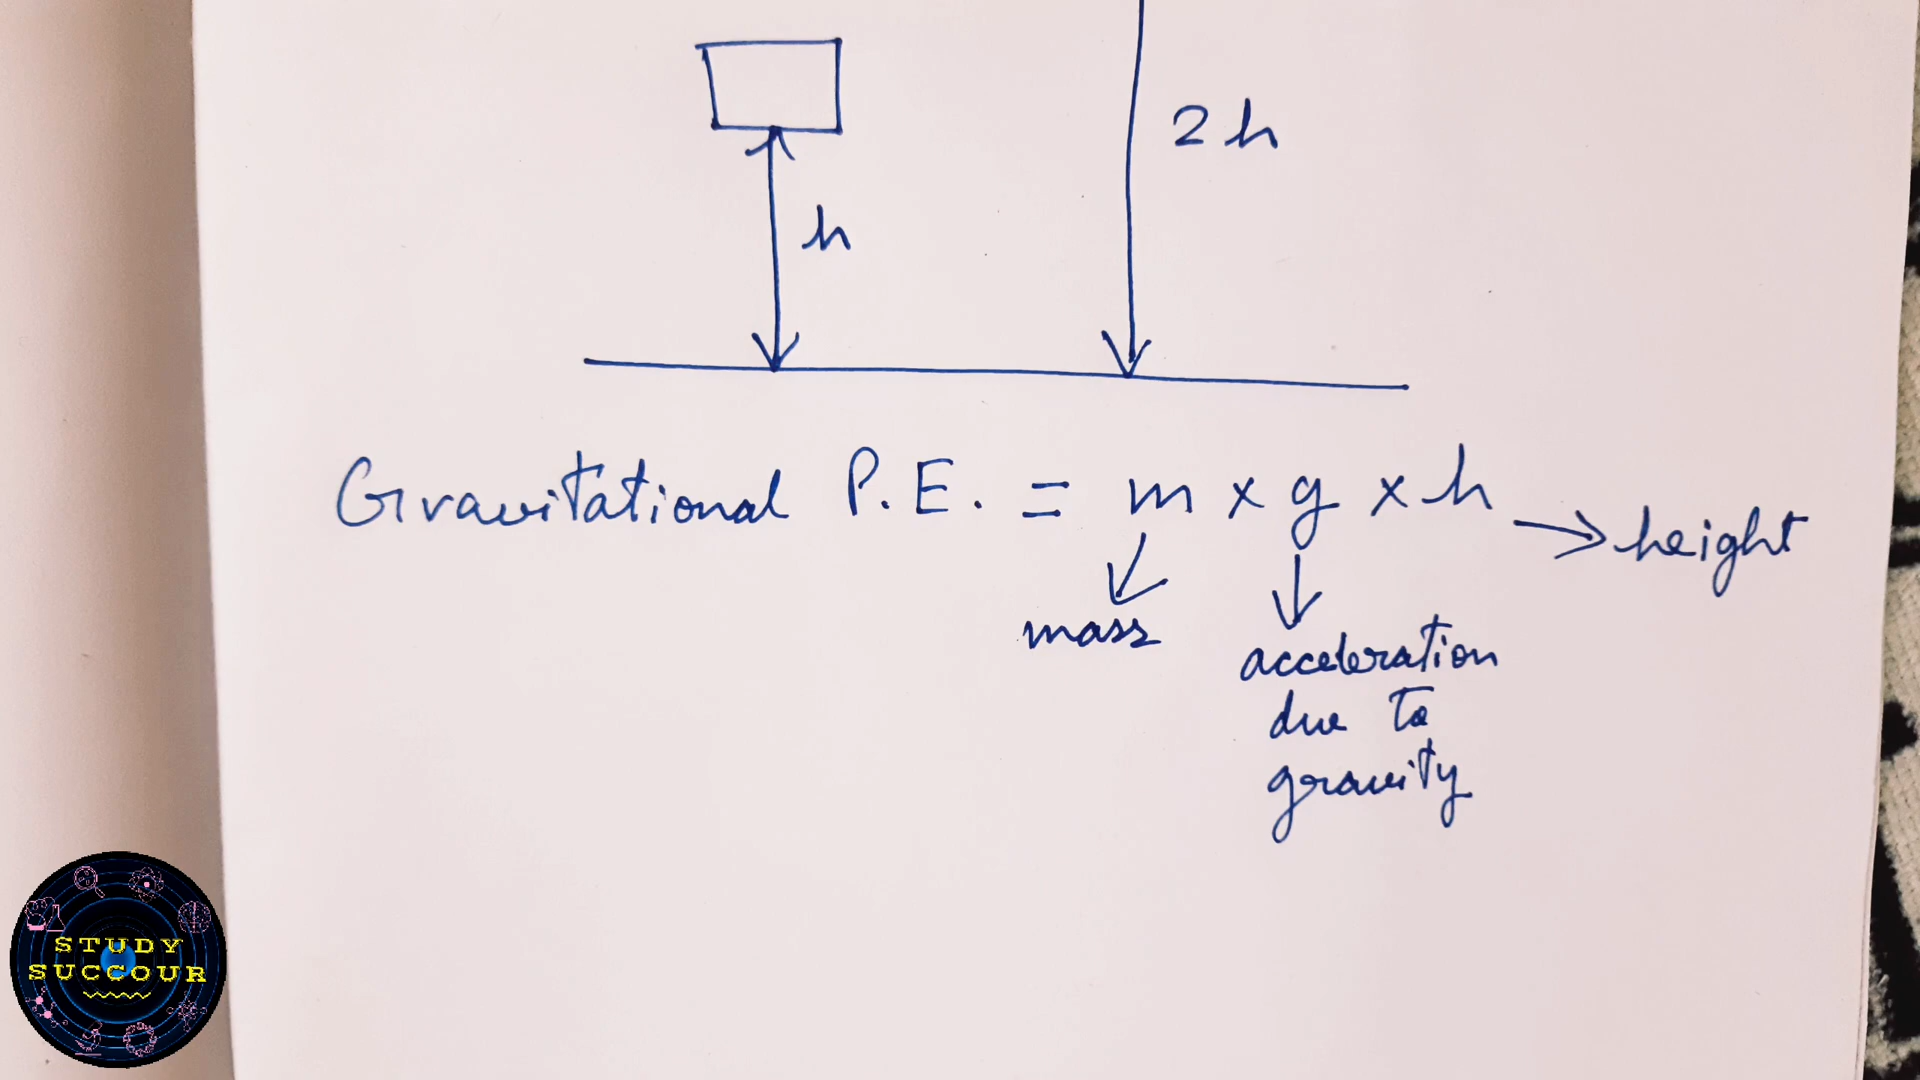 2h
h
Gravitational P.E. = m x g x h
height
mass
acceleration
due to
gravity
STUDY
SUCCOUR